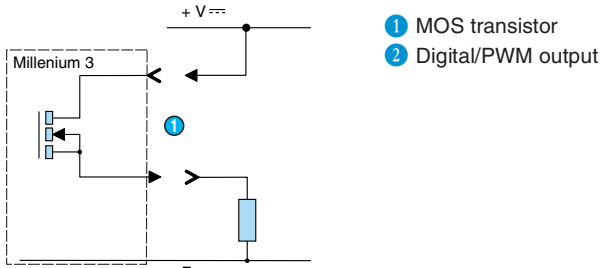 + V ⎓
Millenium 3
1
–
1 MOS transistor
2 Digital/PWM output